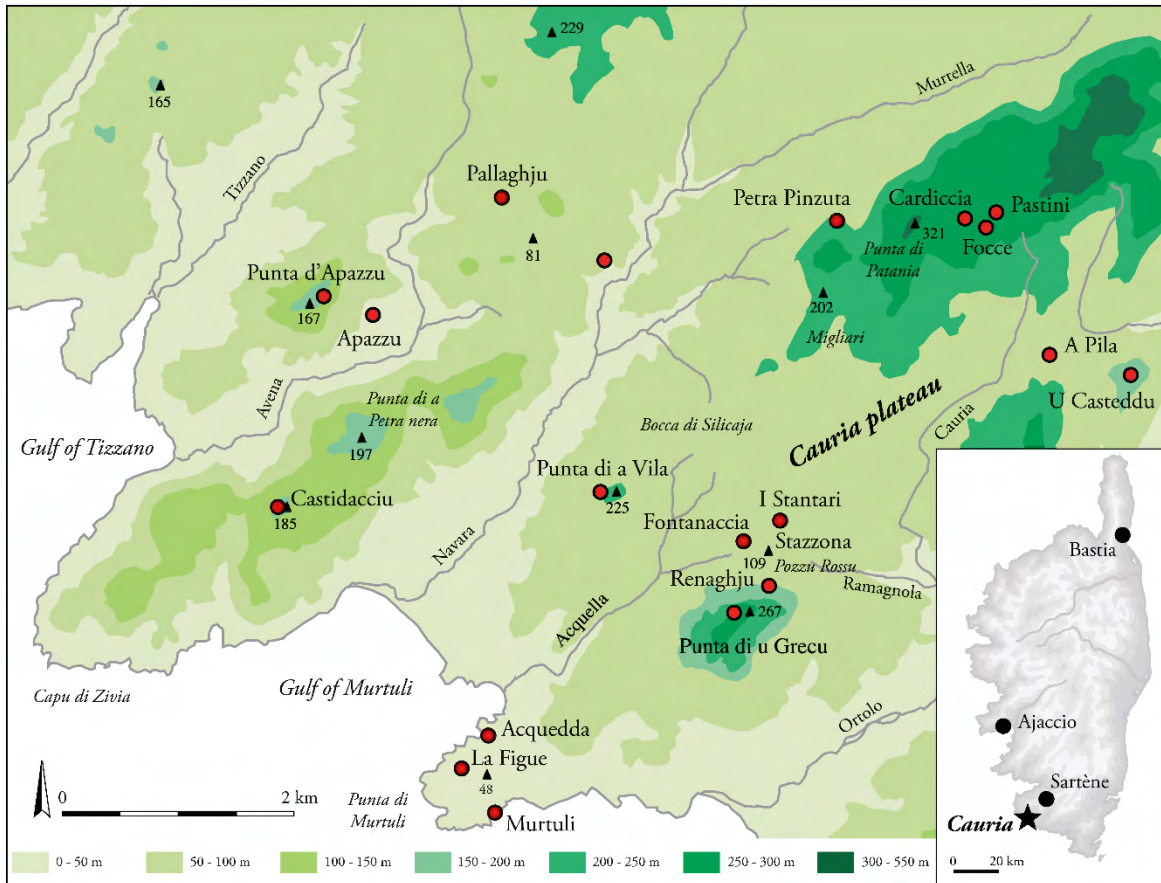 229
165
Murtella
Tizzano
Pallaghju
Petra Pinzuta
Cardiccia
Pastini
321
Focce
81
Punta di
Patania
Punta d'Apazzu
167
Apazzu
202
Migliari
A Pila
U Casteddu
Avena
Punta di a
Petra nera
197
Cauria plateau
Cauria
Bocca di Silicaja
Gulf of Tizzano
Castidacciu
185
Punta di a Vila
225
I Stantari
Fontanaccia
Stazzona
109
Pozzu Rossu
Navara
Renaghju
Ramagnola
Acquella
267
Punta di u Grecu
Gulf of Murtuli
Capu di Zivia
Ortolo
Acquedda
La Figue
48
Punta di
Murtuli
Murtuli
0
2 km
Bastia
Ajaccio
Sartène
Cauria
0
20 km
0 - 50 m
50 - 100 m
100 - 150 m
150 - 200 m
200 - 250 m
250 - 300 m
300 - 550 m